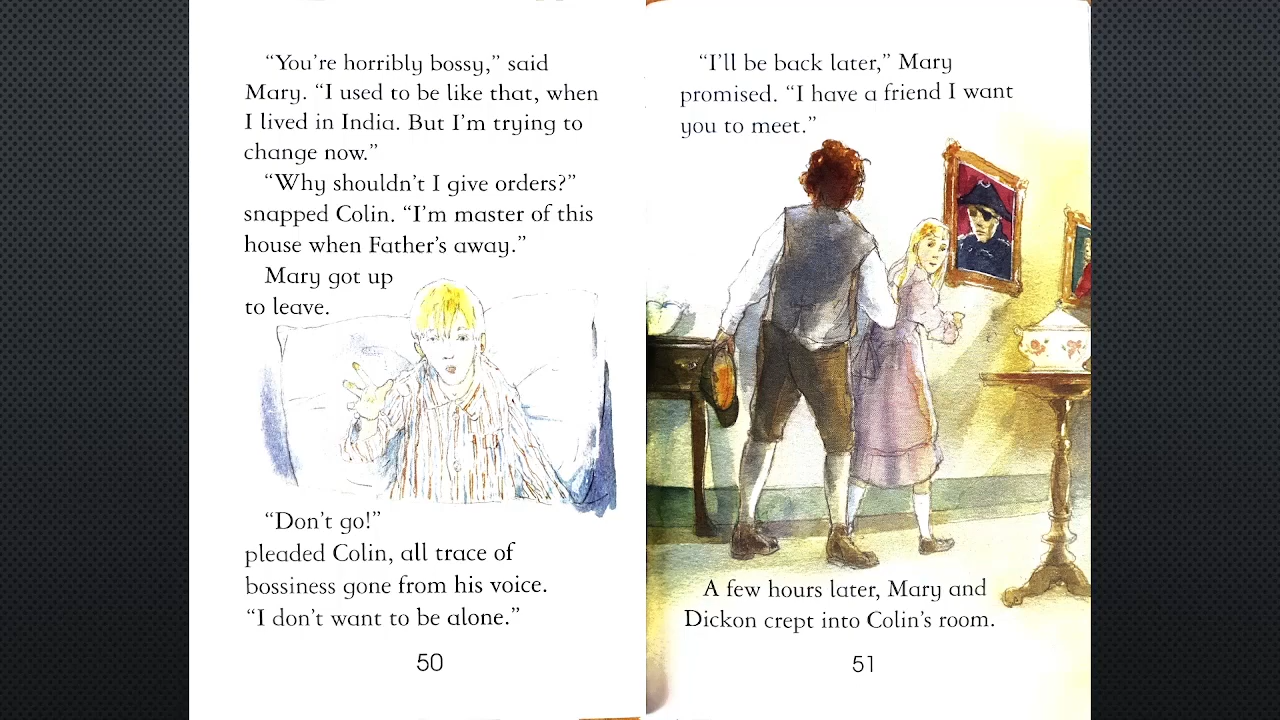 “You’re horribly bossy,” said
Mary. “I used to be like that, when
I lived in India. But I’m trying to
change now.”
“Why shouldn’t I give orders?”
snapped Colin. “I’m master of this
house when Father’s away.”
Mary got up
to leave.
“Don’t go!”
pleaded Colin, all trace of
bossiness gone from his voice.
“I don’t want to be alone.”
50
“I’ll be back later,” Mary
promised. “I have a friend I want
you to meet.”
A few hours later, Mary and
Dickon crept into Colin’s room.
51